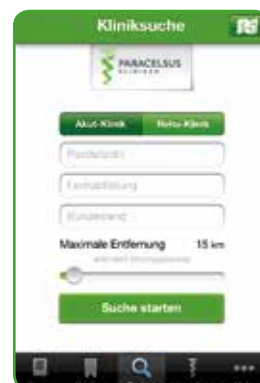 Kliniksuche
PARACELSUS
KLINIKEN
Akut-Klinik Reha-Klinik
Postleitzahl
Fachabteilung
Bundesland
Maximale Entfernung 15 km
Suche starten